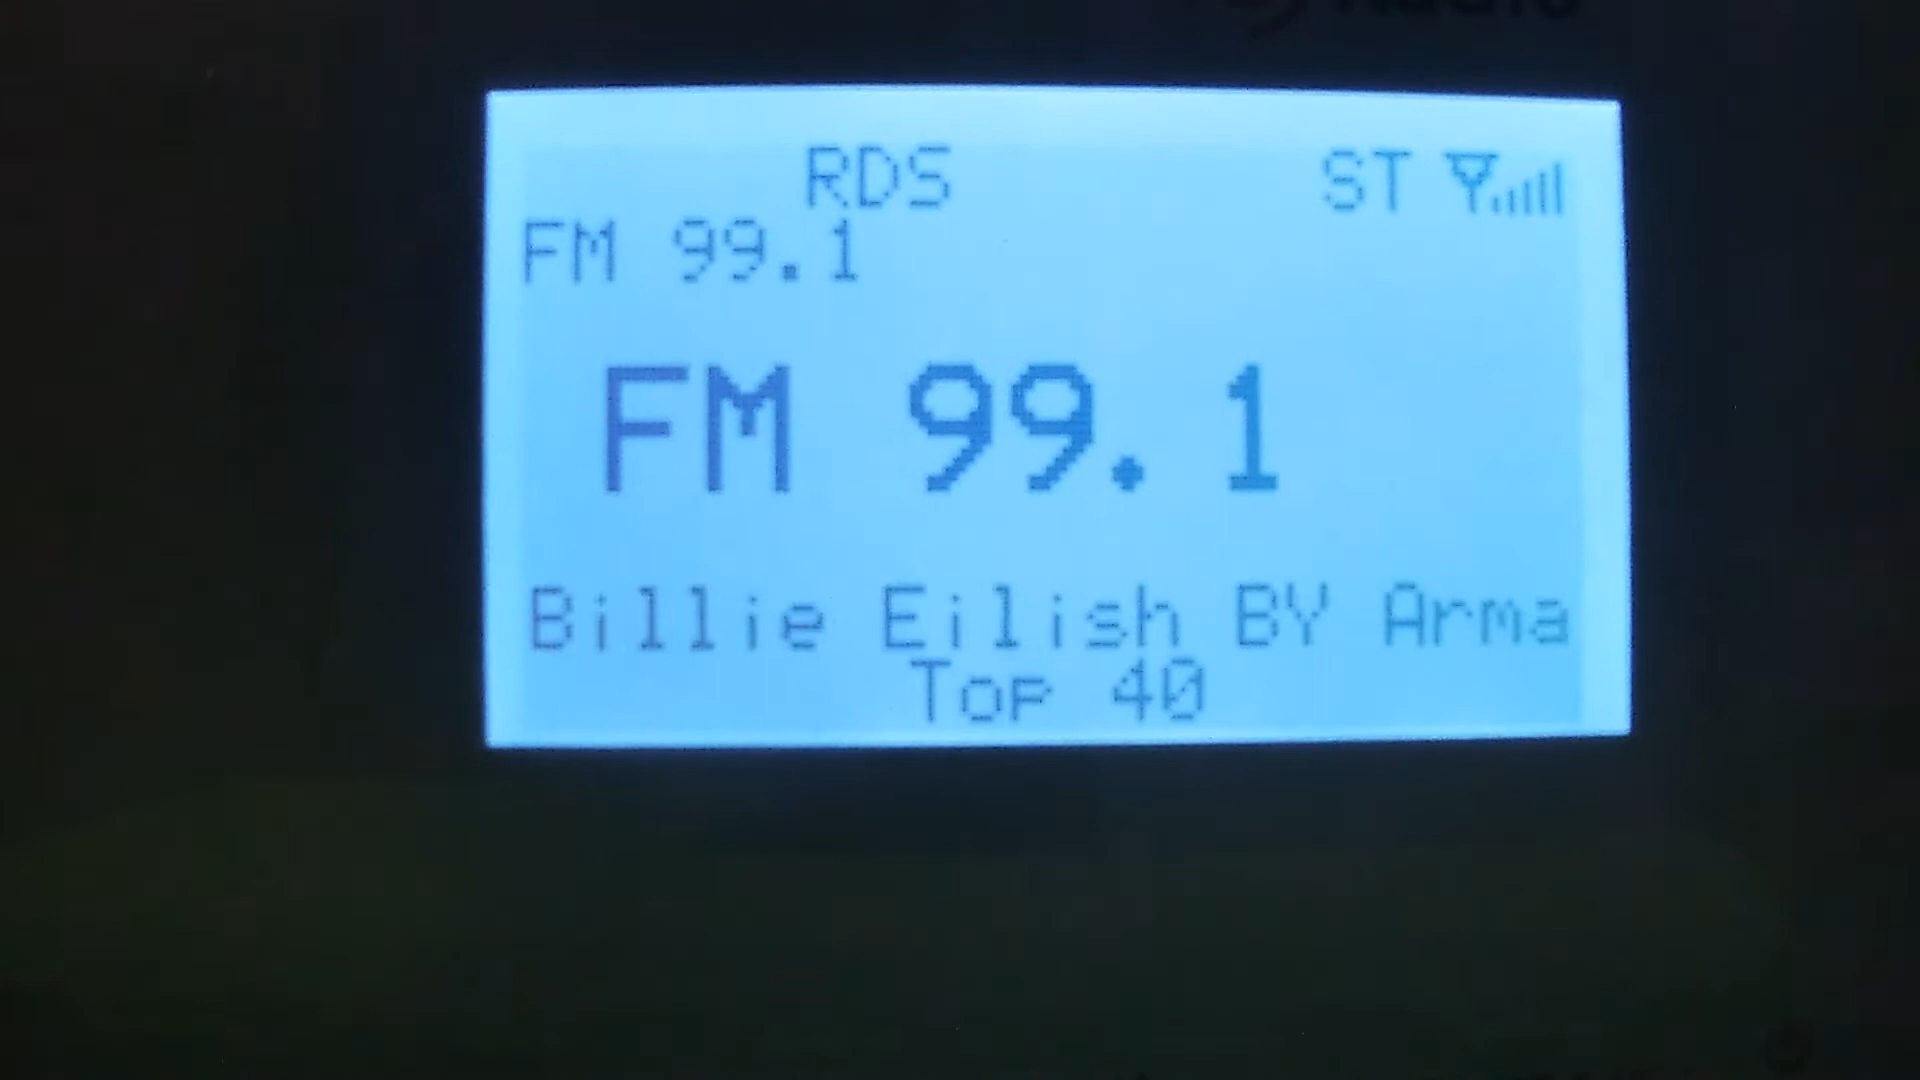 RDS ST
FM 99.1
FM 99.1
Billie Eilish BY Arma
Top 40